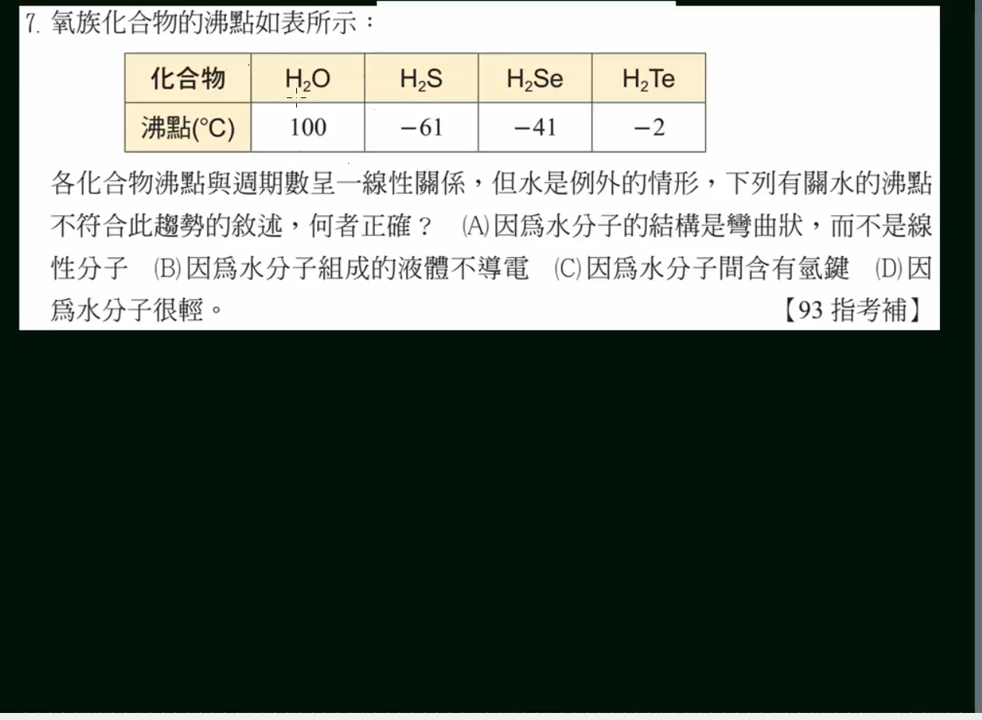 7. 氧族化合物的沸點如表所示：
化合物 H₂O H₂S H₂Se H₂Te
沸點(°C) 100 −61 −41 −2
各化合物沸點與週期數呈一線性關係，但水是例外的情形，下列有關水的沸點
不符合此趨勢的敘述，何者正確？ (A)因爲水分子的結構是彎曲狀，而不是線
性分子 (B)因爲水分子組成的液體不導電 (C)因爲水分子間含有氫鍵 (D)因
爲水分子很輕。 【93 指考補】